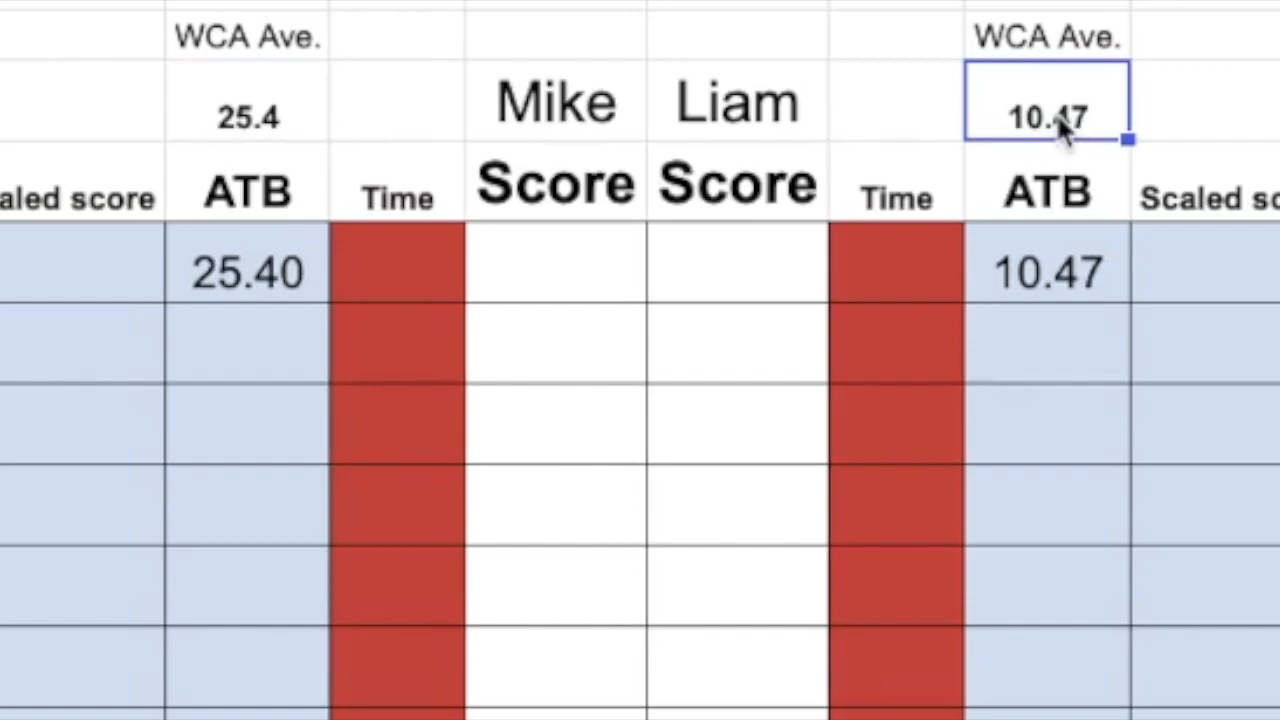 WCA Ave. WCA Ave.
25.4 Mike Liam 10.47
aled score ATB Time Score Score Time ATB Scaled sc
25.40 10.47